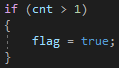 if (cnt > 1)
{
    flag = true;
}